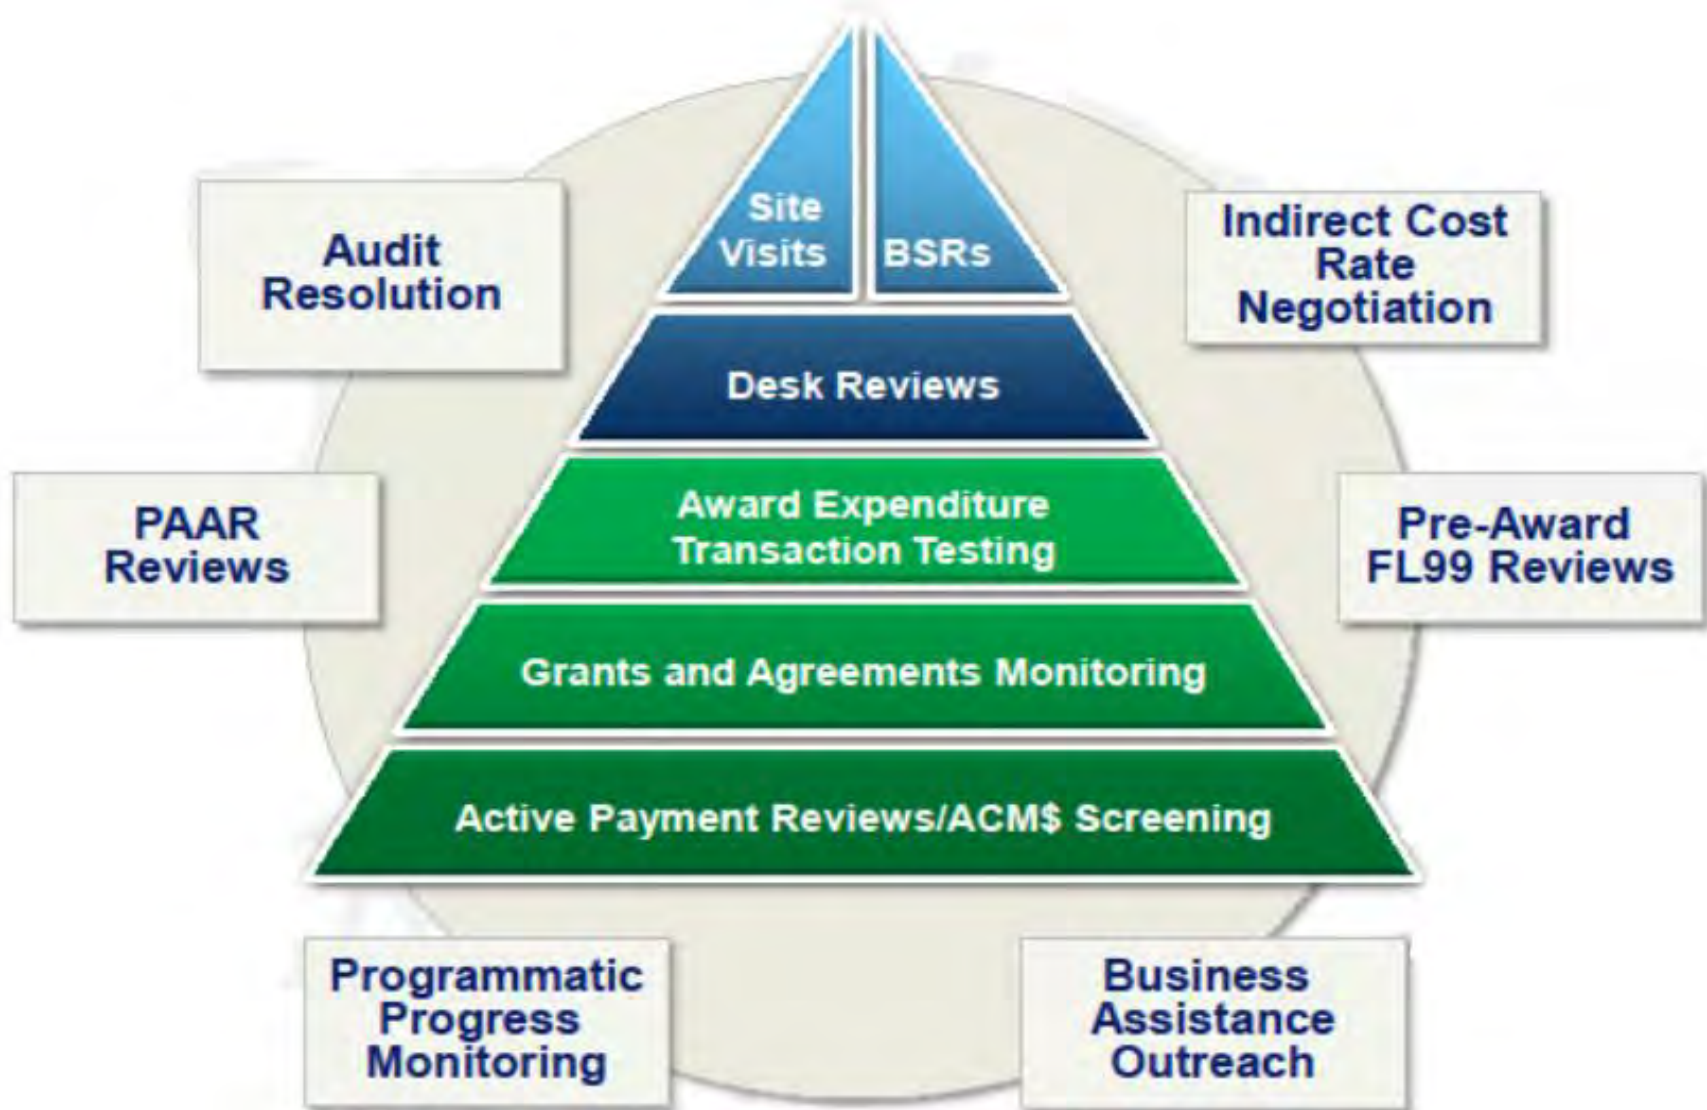 Site
Visits
BSRs
Audit
Resolution
Indirect Cost
Rate
Negotiation
Desk Reviews
PAAR
Reviews
Award Expenditure
Transaction Testing
Pre-Award
FL99 Reviews
Grants and Agreements Monitoring
Active Payment Reviews/ACM$ Screening
Programmatic
Progress
Monitoring
Business
Assistance
Outreach